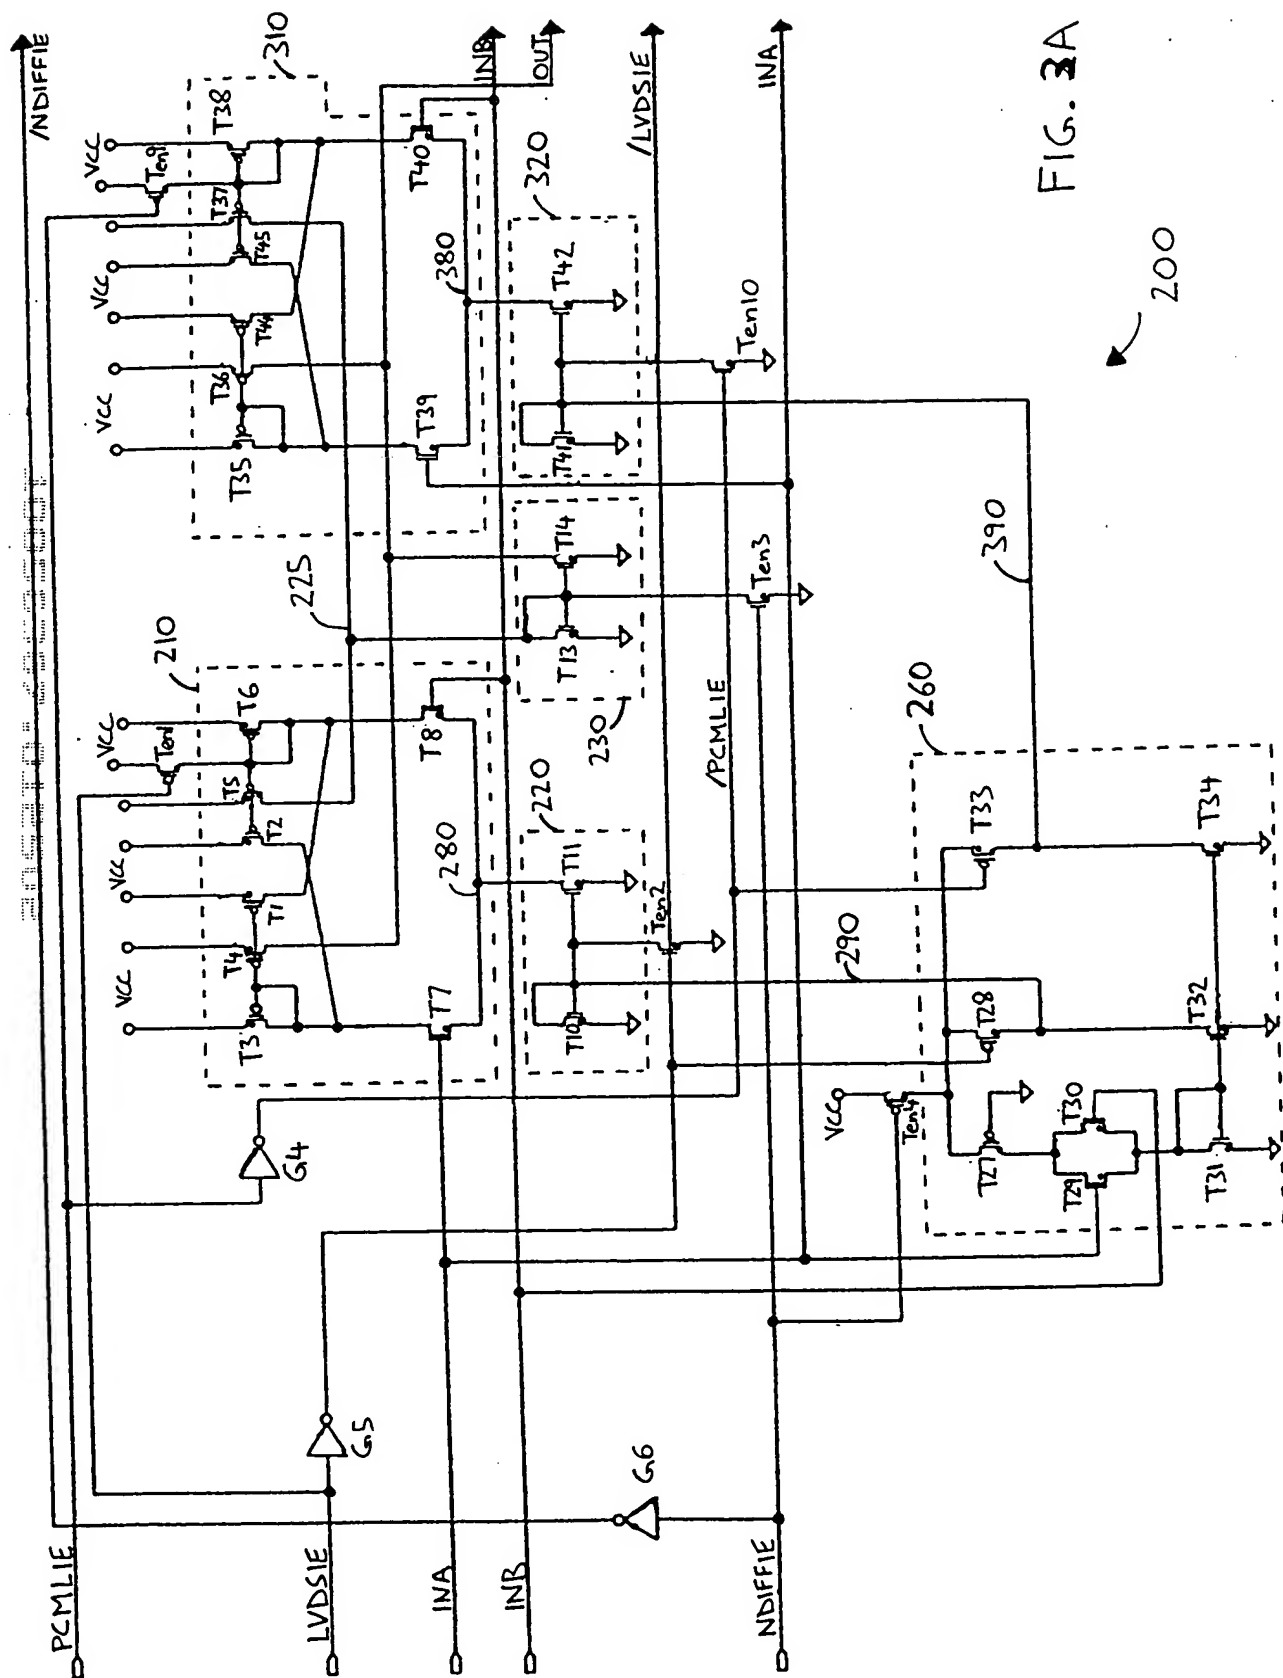 /NDIFFIE
VCC
Ten9
T38
310
T37
T45
VCC
T44
T36
VCC
T35
T40
INB
OUT
380
T39
320
T42
T41
/LVDSIE
Ten10
INA
FIG. 3A
200
210
225
VCC
Ten1
T6
T5
T2
VCC
T1
T4
VCC
T3
T8
280
T7
T14
T13
230
Ten3
220
T11
T10
Ten2
/PCMLIE
390
290
260
T33
T34
T28
T32
VCC
Ten4
T27
T30
T29
T31
G4
G5
G6
PCMLIE
LVDSIE
INA
INB
NDIFFIE